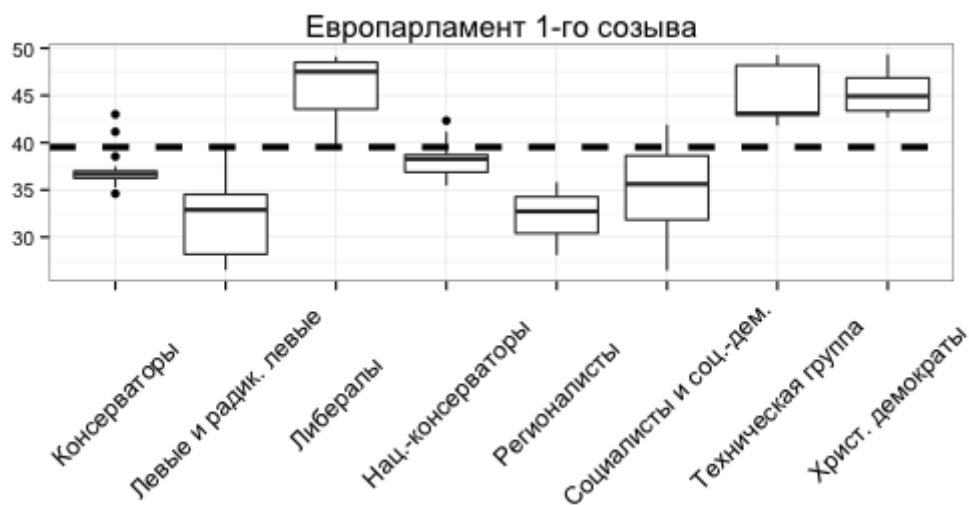 Европарламент 1-го созыва
50
45
40
35
30
Консерваторы
Левые и радик. левые
Либералы
Нац.-консерваторы
Регионалисты
Социалисты и соц.-дем.
Техническая группа
Христ. демократы